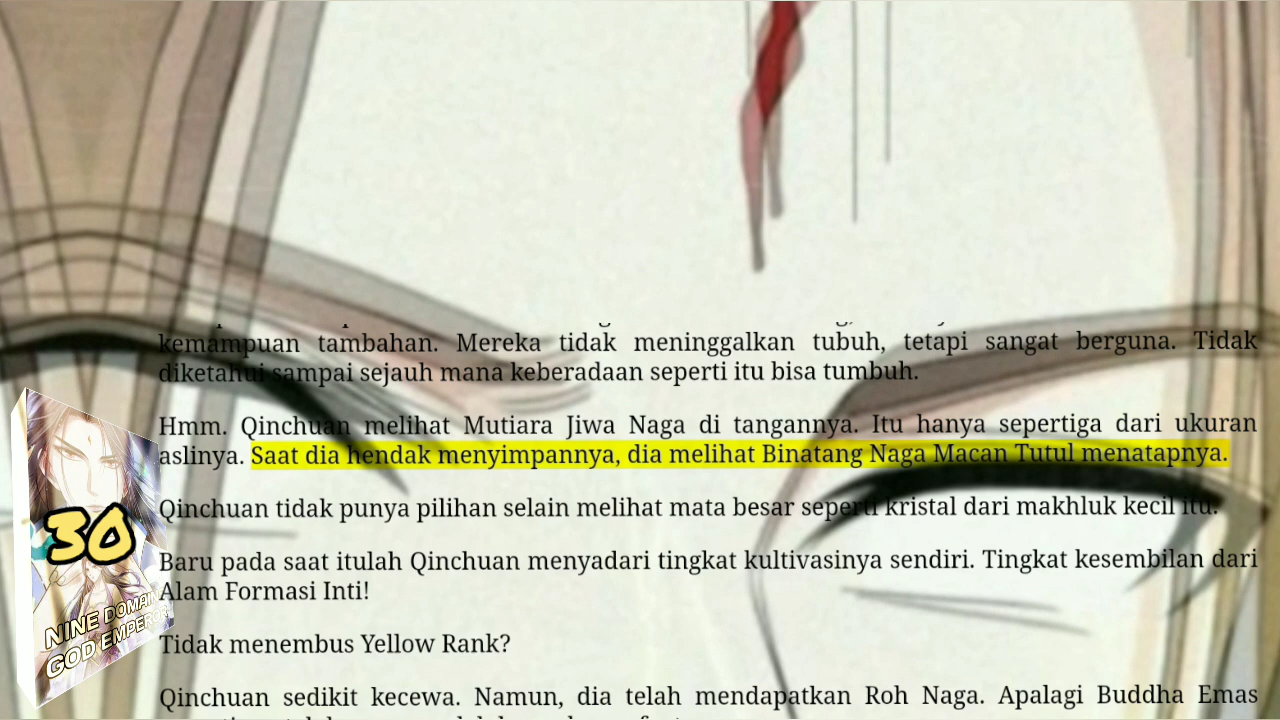 kemampuan tambahan. Mereka tidak meninggalkan tubuh, tetapi sangat berguna. Tidak
diketahui sampai sejauh mana keberadaan seperti itu bisa tumbuh.
Hmm. Qinchuan melihat Mutiara Jiwa Naga di tangannya. Itu hanya sepertiga dari ukuran
aslinya. Saat dia hendak menyimpannya, dia melihat Binatang Naga Macan Tutul menatapnya.
Qinchuan tidak punya pilihan selain melihat mata besar seperti kristal dari makhluk kecil itu.
Baru pada saat itulah Qinchuan menyadari tingkat kultivasinya sendiri. Tingkat kesembilan dari
Alam Formasi Inti!
Tidak menembus Yellow Rank?
Qinchuan sedikit kecewa. Namun, dia telah mendapatkan Roh Naga. Apalagi Buddha Emas
30
NINE DOMAIN
GOD EMPEROR